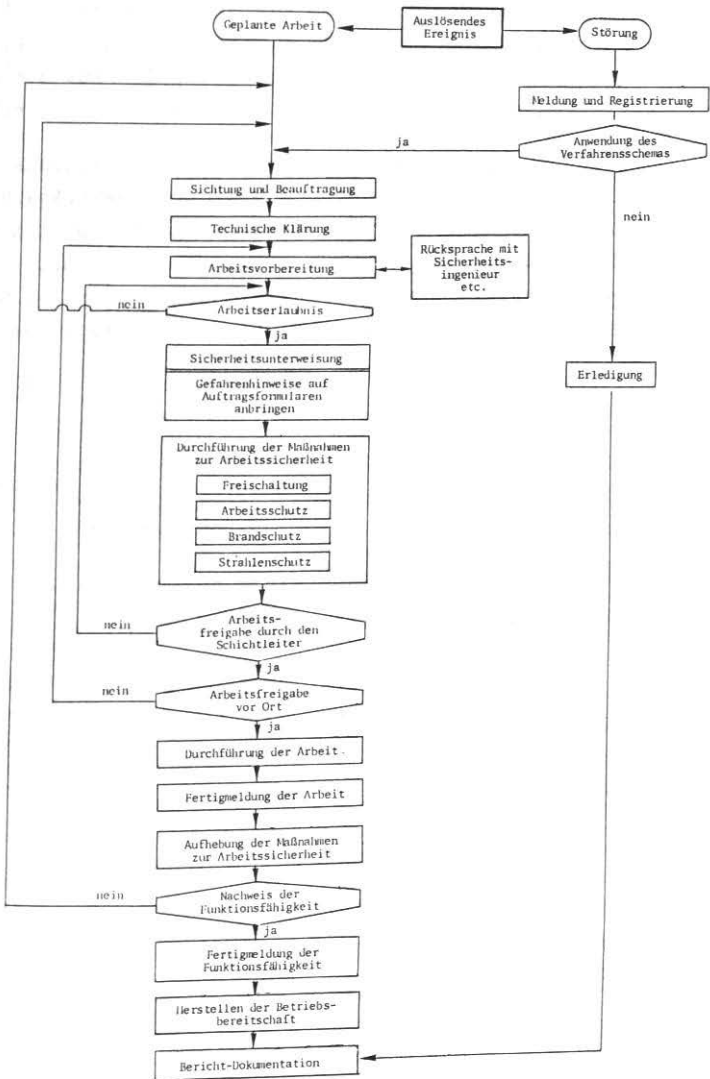 Geplante Arbeit
Auslösendes
Ereignis
Störung
Meldung und Registrierung
ja
Anwendung des
Verfahrensschemas
nein
Sichtung und Beauftragung
Technische Klärung
Arbeitsvorbereitung
Rücksprache mit
Sicherheits-
ingenieur
etc.
nein
Arbeitserlaubnis
ja
Sicherheitsunterweisung
Gefahrenhinweise auf
Auftragsformularen
anbringen
Erledigung
Durchführung der Maßnahmen
zur Arbeitssicherheit
Freischaltung
Arbeitsschutz
Brandschutz
Strahlenschutz
nein
Arbeits-
freigabe durch den
Schichtleiter
ja
nein
Arbeitsfreigabe
vor Ort
ja
Durchführung der Arbeit
Fertigmeldung der Arbeit
Aufhebung der Maßnahmen
zur Arbeitssicherheit
nein
Nachweis der
Funktionsfähigkeit
ja
Fertigmeldung der
Funktionsfähigkeit
Herstellen der Betriebs-
bereitschaft
Bericht-Dokumentation